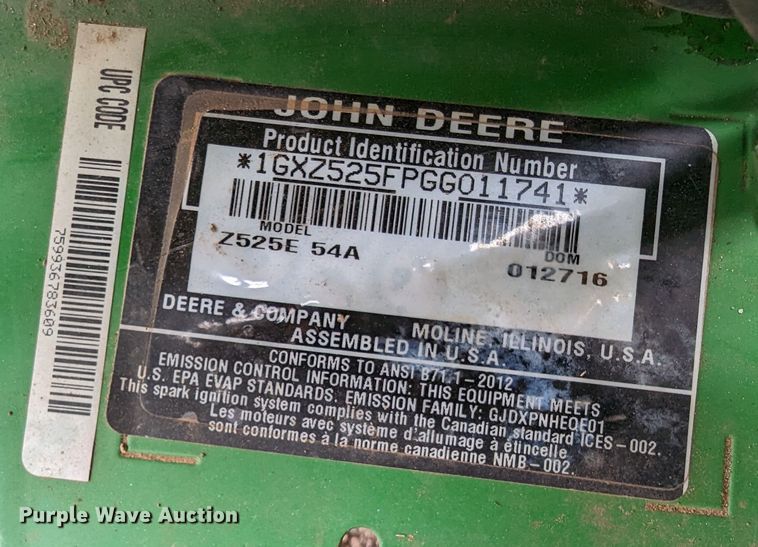 UPC CODE
759936783609
JOHN DEERE
Product Identification Number
*1GXZ525FPGG011741*
MODEL
DOM
Z525E 54A
012716
DEERE & COMPANY MOLINE, ILLINOIS, U.S.A.
ASSEMBLED IN U.S.A.
CONFORMS TO ANSI B71.1-2012
EMISSION CONTROL INFORMATION: THIS EQUIPMENT MEETS
U.S. EPA EVAP STANDARDS. EMISSION FAMILY: GJDXPNHEQE01
This spark ignition system complies with the Canadian standard ICES-002.
Les moteurs avec système d'allumage à étincelle
sont conformes à la norme canadienne NMB-002.
Purple Wave Auction